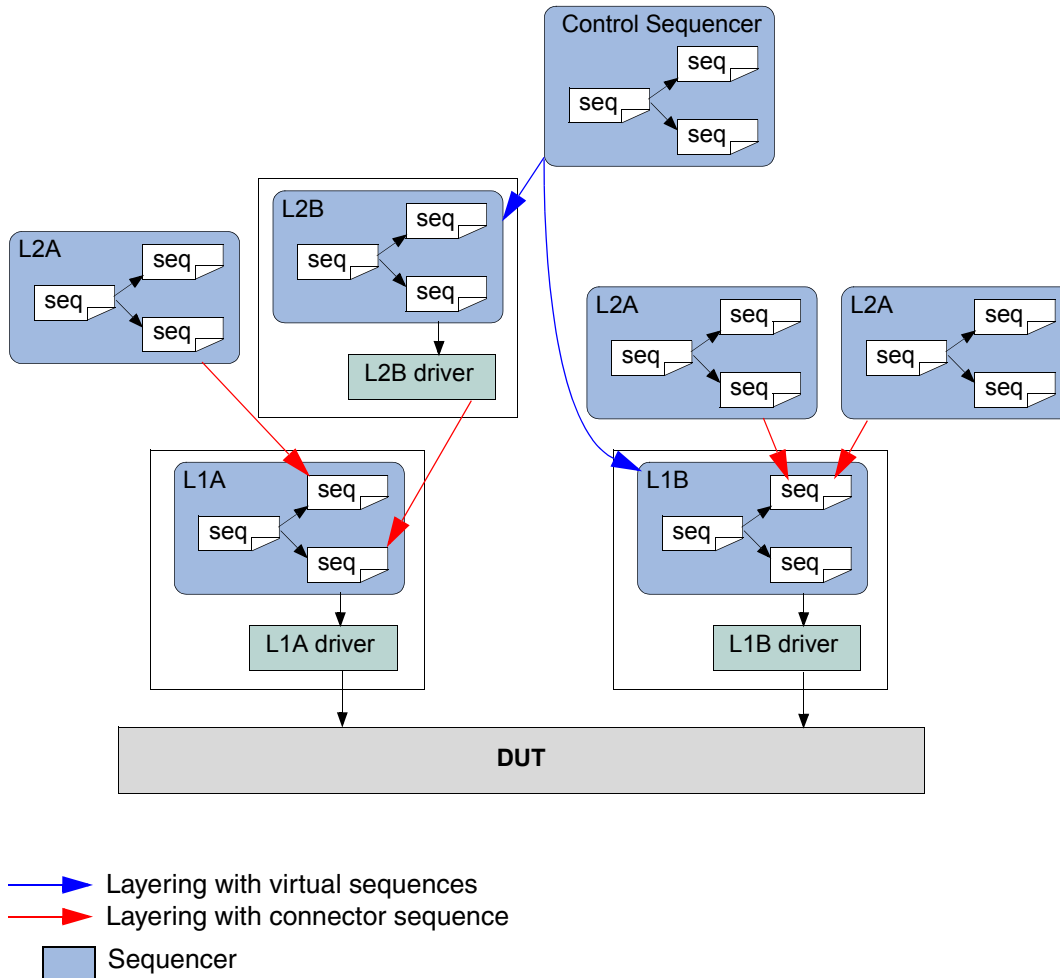 Control Sequencer
seq
seq
seq
L2B
seq
seq
seq
L2A
seq
seq
seq
L2A
seq
seq
seq
L2A
seq
seq
seq
L2B driver
L1A
seq
seq
seq
L1B
seq
seq
seq
L1A driver
L1B driver
DUT
Layering with virtual sequences
Layering with connector sequence
Sequencer